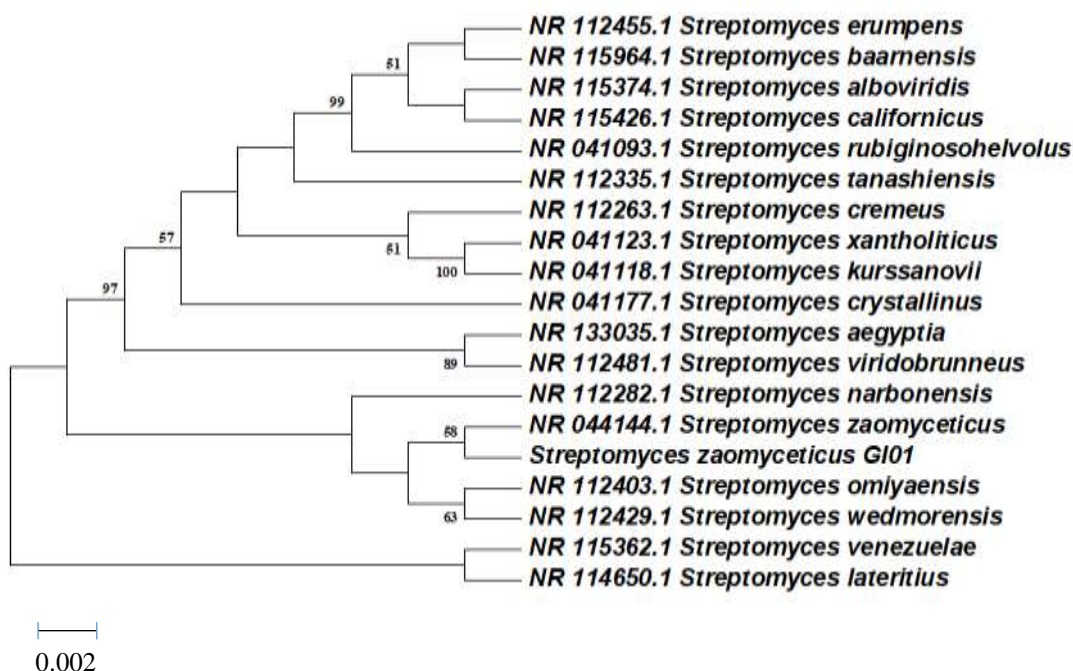 NR 112455.1 Streptomyces erumpens
NR 115964.1 Streptomyces baarnensis
51
NR 115374.1 Streptomyces alboviridis
99
NR 115426.1 Streptomyces californicus
NR 041093.1 Streptomyces rubiginosohelvolus
NR 112335.1 Streptomyces tanashiensis
NR 112263.1 Streptomyces cremeus
57
NR 041123.1 Streptomyces xantholiticus
51
NR 041118.1 Streptomyces kurssanovii
100
97
NR 041177.1 Streptomyces crystallinus
NR 133035.1 Streptomyces aegyptia
89
NR 112481.1 Streptomyces viridobrunneus
NR 112282.1 Streptomyces narbonensis
NR 044144.1 Streptomyces zaomyceticus
58
Streptomyces zaomyceticus GI01
NR 112403.1 Streptomyces omiyaensis
63
NR 112429.1 Streptomyces wedmorensis
NR 115362.1 Streptomyces venezuelae
NR 114650.1 Streptomyces lateritius
0.002